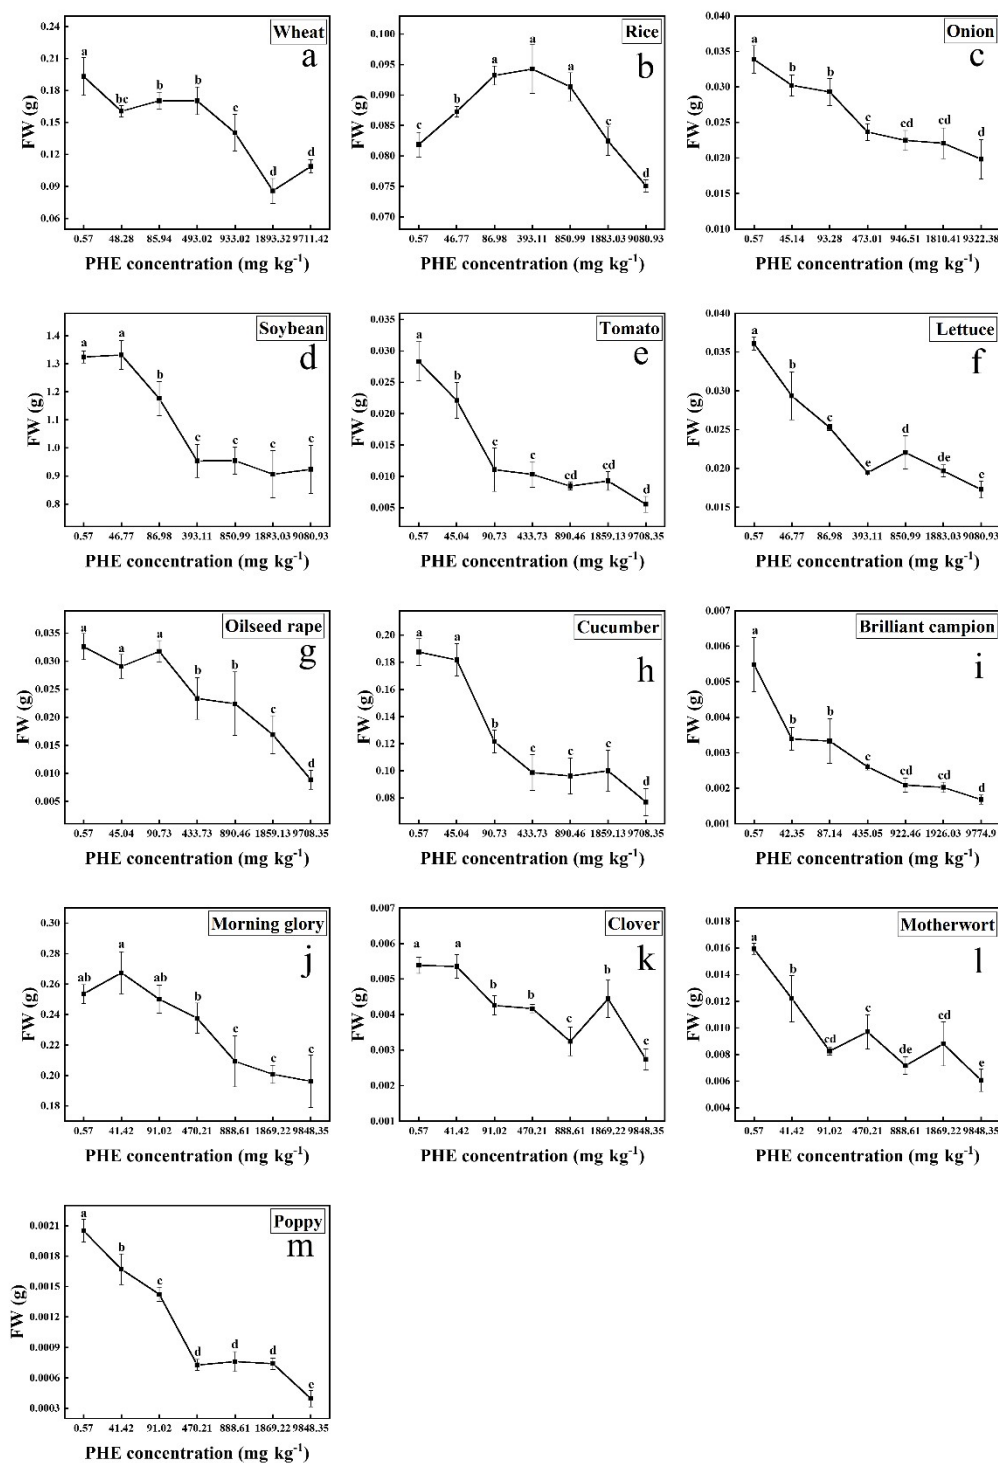 Wheat
a
FW (g)
0.24
0.21
0.18
0.15
0.12
0.09
0.06
a
bc
b
b
c
d
d
0.57 48.28 85.94 493.02 933.02 1893.32 9711.42
PHE concentration (mg kg-1)
Rice
b
FW (g)
0.100
0.095
0.090
0.085
0.080
0.075
0.070
c
b
a
a
a
c
d
0.57 46.77 86.98 393.11 850.99 1883.03 9080.93
PHE concentration (mg kg-1)
Onion
c
FW (g)
0.040
0.035
0.030
0.025
0.020
0.015
0.010
a
b
b
c
cd
cd
d
0.57 45.14 93.28 473.01 946.51 1810.41 9322.38
PHE concentration (mg kg-1)
Soybean
d
FW (g)
1.4
1.3
1.2
1.1
1.0
0.9
0.8
a
a
b
c
c
c
c
0.57 46.77 86.98 393.11 850.99 1883.03 9080.93
PHE concentration (mg kg-1)
Tomato
e
FW (g)
0.035
0.030
0.025
0.020
0.015
0.010
0.005
a
b
c
c
cd
cd
d
0.57 45.04 90.73 433.73 890.46 1859.13 9708.35
PHE concentration (mg kg-1)
Lettuce
f
FW (g)
0.040
0.035
0.030
0.025
0.020
0.015
a
b
c
e
d
de
e
0.57 46.77 86.98 393.11 850.99 1883.03 9080.93
PHE concentration (mg kg-1)
Oilseed rape
g
FW (g)
0.035
0.030
0.025
0.020
0.015
0.010
0.005
a
a
a
b
b
c
d
0.57 45.04 90.73 433.73 890.46 1859.13 9708.35
PHE concentration (mg kg-1)
Cucumber
h
FW (g)
0.20
0.18
0.16
0.14
0.12
0.10
0.08
a
a
b
c
c
c
d
0.57 45.04 90.73 433.73 890.46 1859.13 9708.35
PHE concentration (mg kg-1)
Brilliant campion
i
FW (g)
0.007
0.006
0.005
0.004
0.003
0.002
0.001
a
b
b
c
cd
cd
d
0.57 42.35 87.14 435.05 922.46 1926.03 9774.9
PHE concentration (mg kg-1)
Morning glory
j
FW (g)
0.30
0.28
0.26
0.24
0.22
0.20
0.18
ab
a
ab
b
c
c
c
0.57 41.42 91.02 470.21 888.61 1869.22 9848.35
PHE concentration (mg kg-1)
Clover
k
FW (g)
0.007
0.006
0.005
0.004
0.003
0.002
0.001
a
a
b
b
c
b
c
0.57 41.42 91.02 470.21 888.61 1869.22 9848.35
PHE concentration (mg kg-1)
Motherwort
l
FW (g)
0.018
0.016
0.014
0.012
0.010
0.008
0.006
0.004
a
b
cd
c
de
cd
e
0.57 41.42 91.02 470.21 888.61 1869.22 9848.35
PHE concentration (mg kg-1)
Poppy
m
FW (g)
0.0021
0.0018
0.0015
0.0012
0.0009
0.0006
0.0003
a
b
c
d
d
d
e
0.57 41.42 91.02 470.21 888.61 1869.22 9848.35
PHE concentration (mg kg-1)